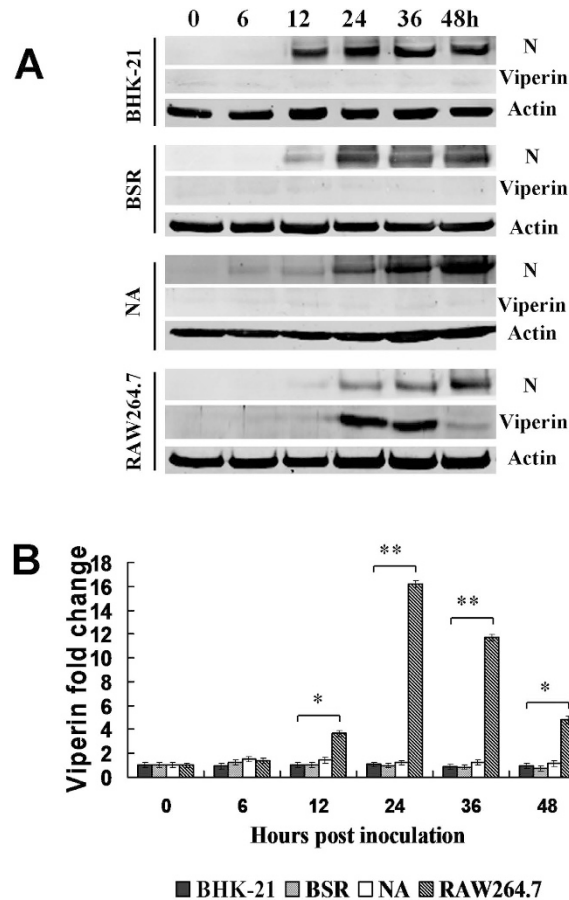 0 6 12 24 36 48h
A
BHK-21
N
Viperin
Actin
BSR
N
Viperin
Actin
NA
N
Viperin
Actin
RAW264.7
N
Viperin
Actin
B
Viperin fold change
18
16
14
12
10
8
6
4
2
0
* ** ** *
0 6 12 24 36 48
Hours post inoculation
BHK-21 BSR NA RAW264.7